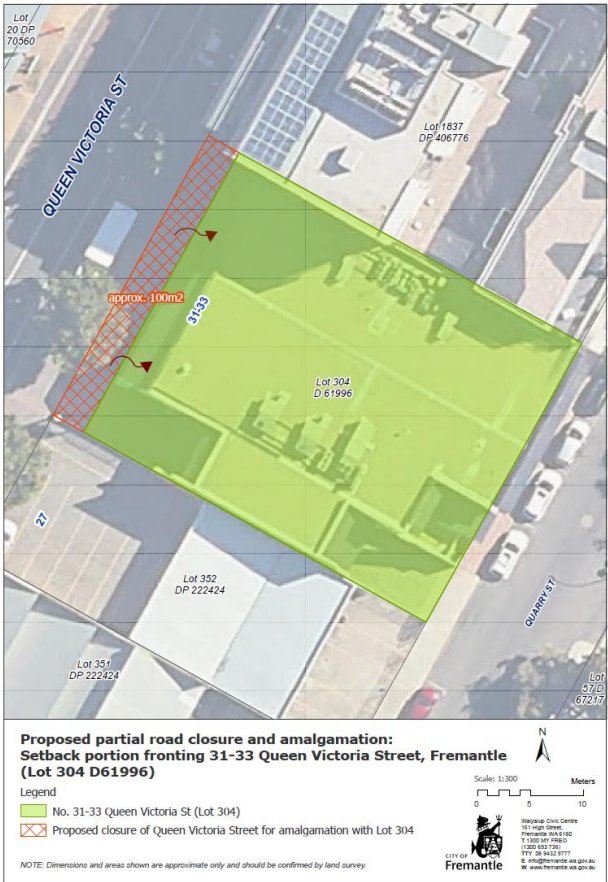 Lot
20 DP
70560
QUEEN VICTORIA ST
Lot 1837
DP 406776
approx. 100m2
31-33
Lot 304
D 61996
27
Lot 352
DP 222424
QUARRY ST
Lot 351
DP 222424
Lot
57 D
67217
Proposed partial road closure and amalgamation:
Setback portion fronting 31-33 Queen Victoria Street, Fremantle
(Lot 304 D61996)
Legend
No. 31-33 Queen Victoria St (Lot 304)
Proposed closure of Queen Victoria Street for amalgamation with Lot 304
NOTE: Dimensions and areas shown are approximate only and should be confirmed by land survey.
N
Scale: 1:300
Meters
0 5 10
CITY OF
Fremantle
Walyalup Civic Centre
151 High Street,
Fremantle WA 6160
T 1300 MY FREO
(1300 693 736)
TTY 08 9432 9777
E info@fremantle.wa.gov.au
W www.fremantle.wa.gov.au